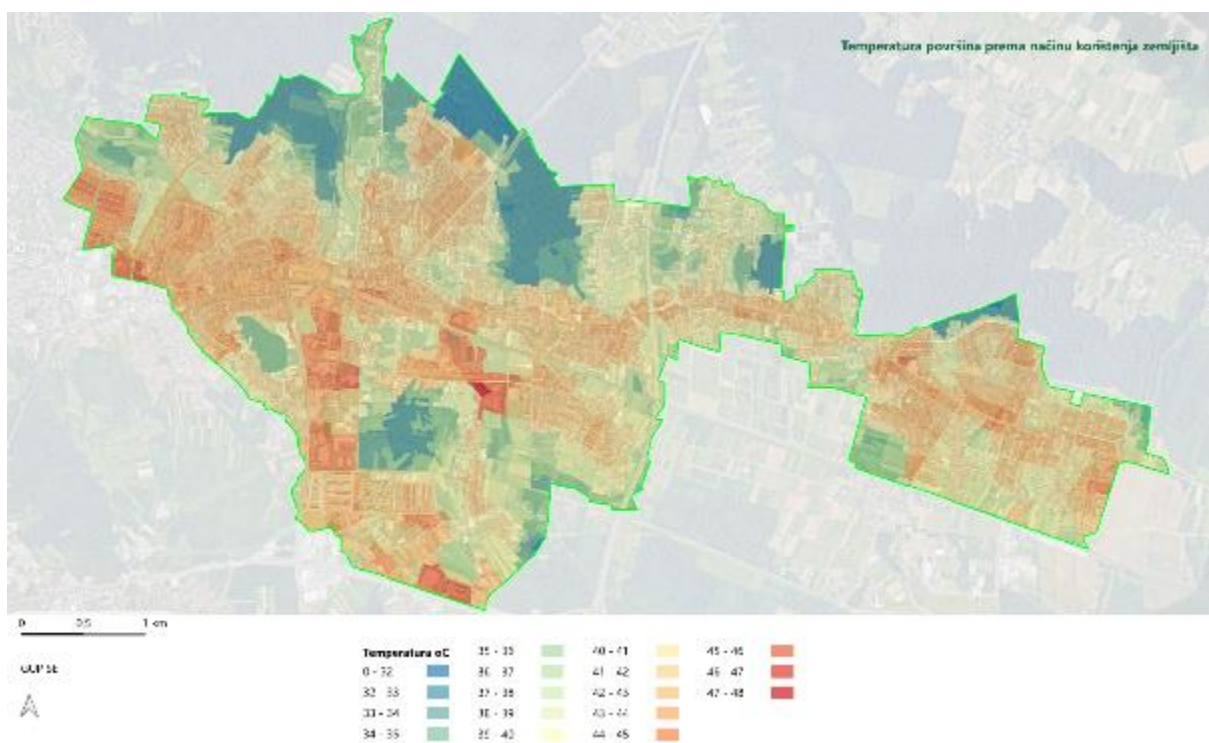 Temperatura površina prema načinu korištenja zemljišta
0 0,5 1 km
GUP SE
Temperatura oC
0 - 32
32 - 33
33 - 34
34 - 35
35 - 36
36 - 37
37 - 38
38 - 39
39 - 40
40 - 41
41 - 42
42 - 43
43 - 44
44 - 45
45 - 46
46 - 47
47 - 48